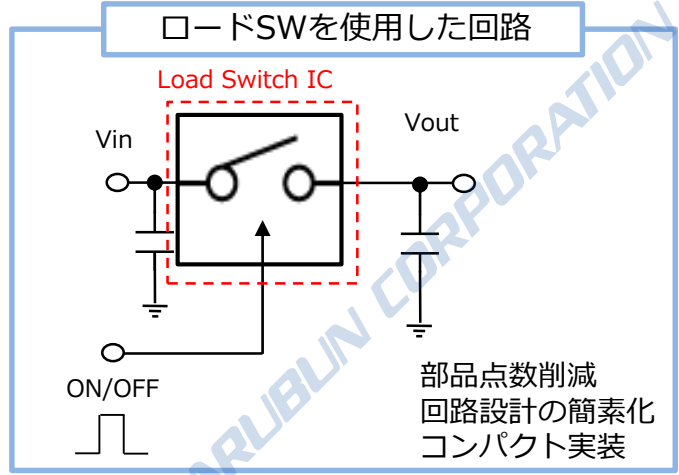 ロードSWを使用した回路
Load Switch IC
Vin
Vout
ON/OFF
部品点数削減
回路設計の簡素化
コンパクト実装
ARUBUN CORPORATION